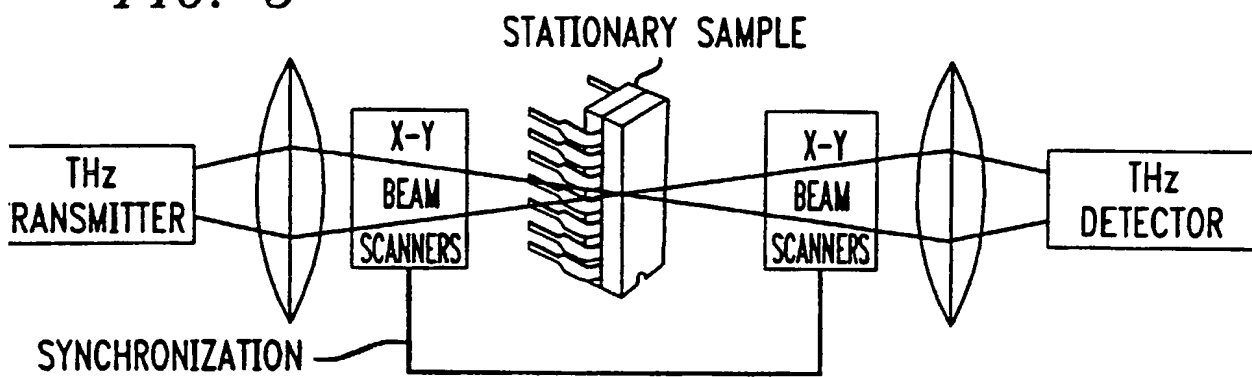 STATIONARY SAMPLE
X-Y
BEAM
SCANNERS
X-Y
BEAM
SCANNERS
THz
RANSMITTER
THz
DETECTOR
SYNCHRONIZATION